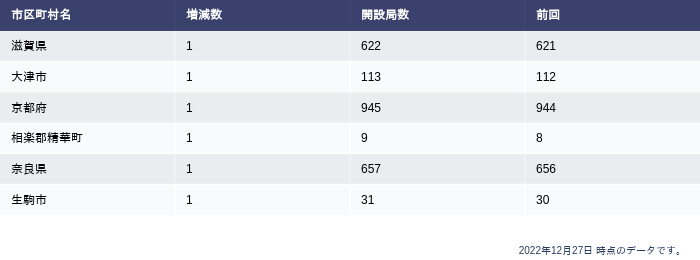 市区町村名 増減数 開設局数 前回
滋賀県 1 622 621
大津市 1 113 112
京都府 1 945 944
相楽郡精華町 1 9 8
奈良県 1 657 656
生駒市 1 31 30
2022年12月27日 時点のデータです。